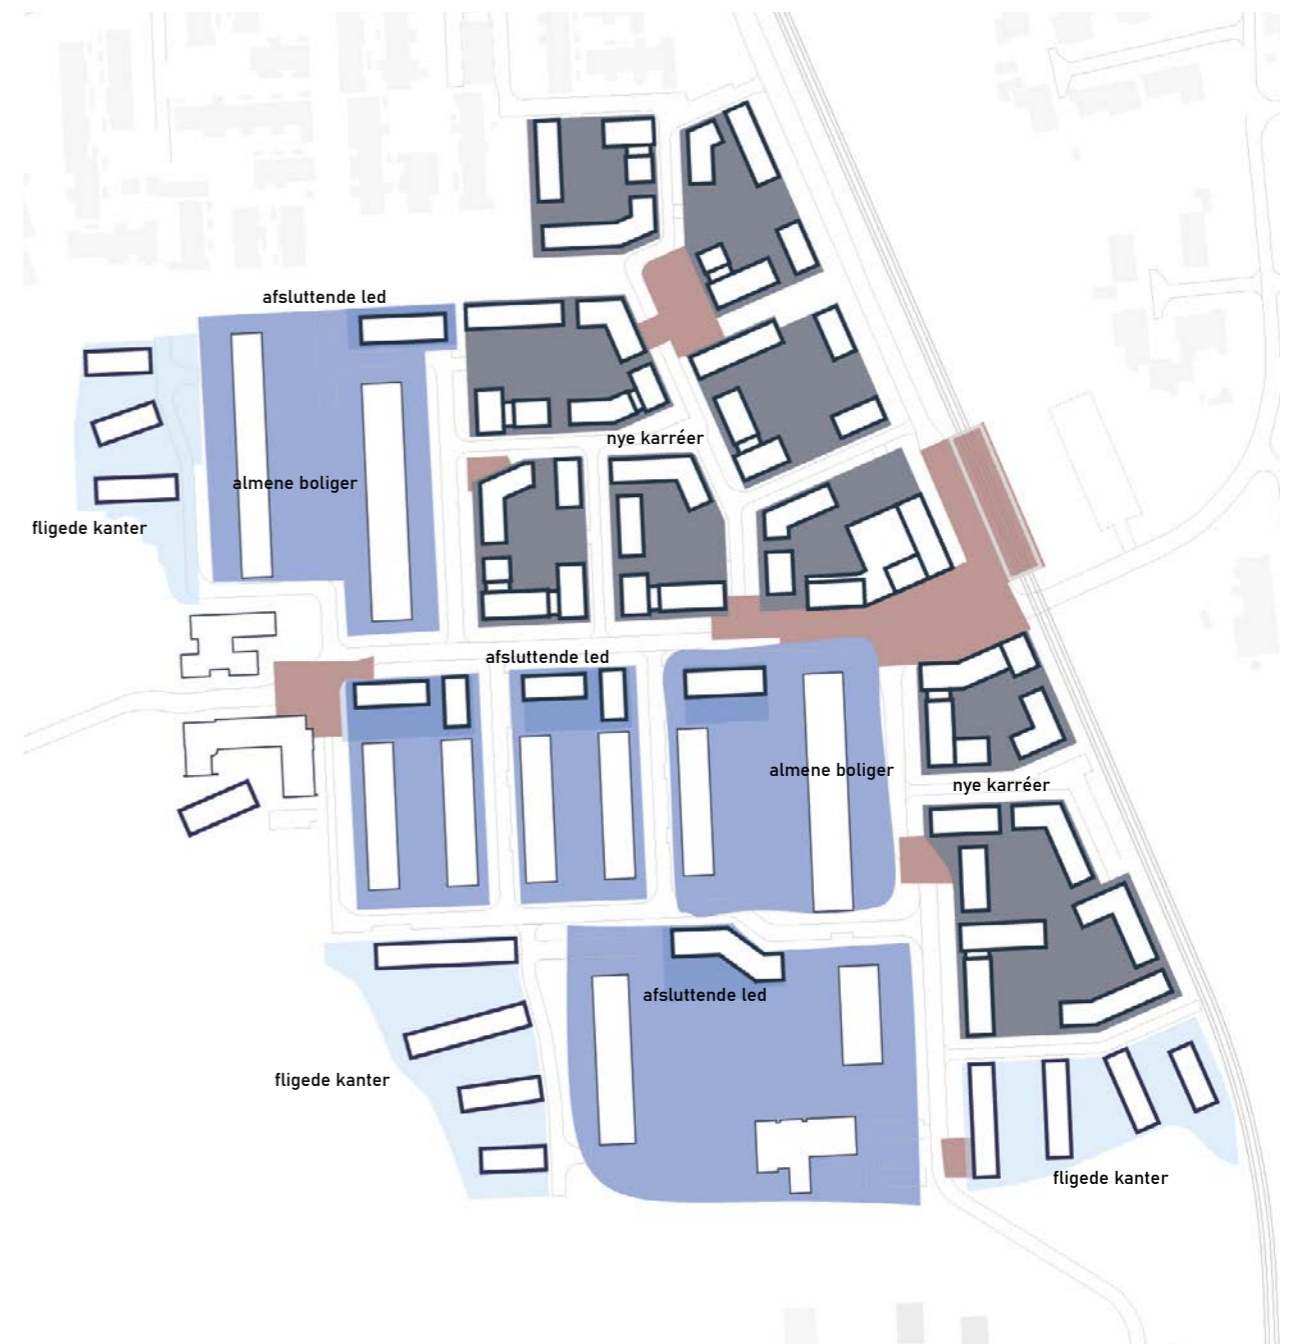 afsluttende led
nye karréer
almene boliger
fligede kanter
afsluttende led
almene boliger
nye karréer
afsluttende led
fligede kanter
fligede kanter